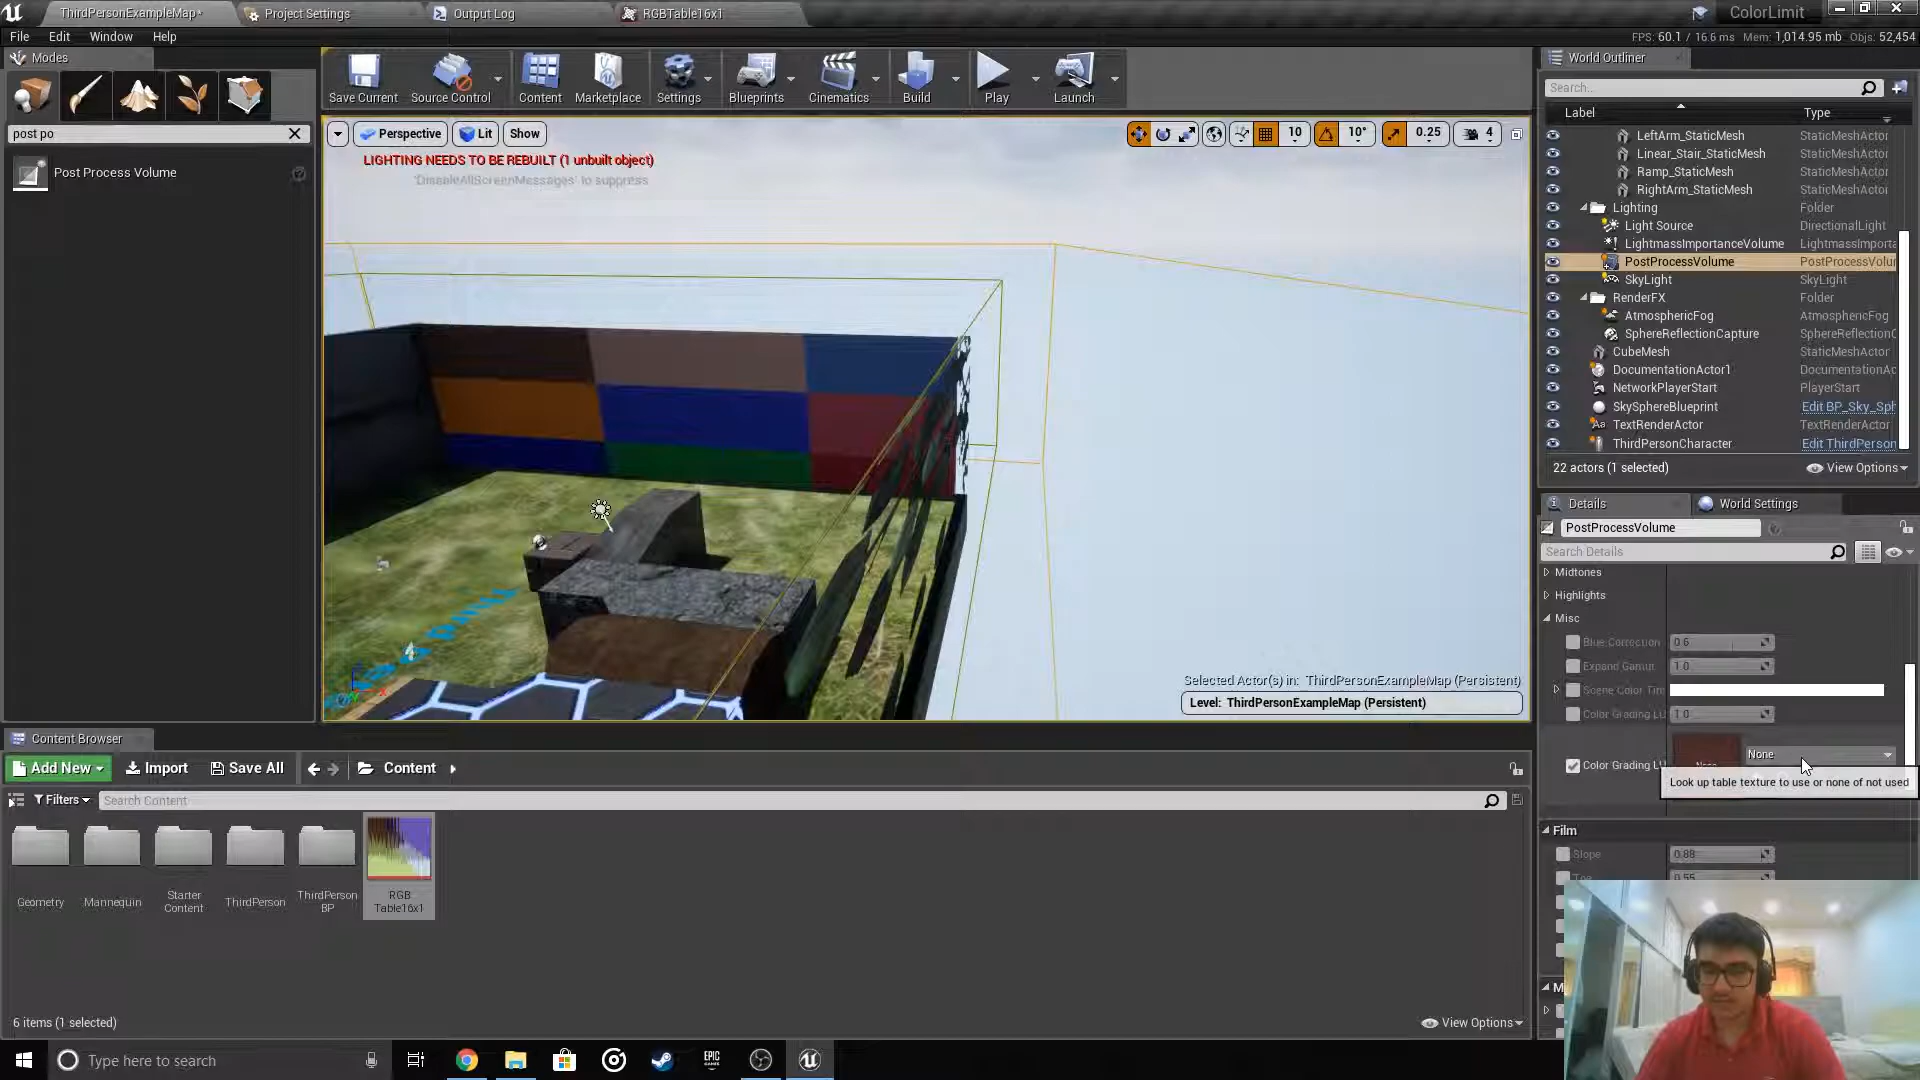 ThirdPersonExampleMap*
Project Settings
Output Log
RGBTable16x1
ColorLimit
File Edit Window Help
FPS: 60.1 / 16.6 ms Mem: 1,014.95 mb Objs: 52,454
Modes
post po
Post Process Volume
Save Current
Source Control
Content
Marketplace
Settings
Blueprints
Cinematics
Build
Play
Launch
Perspective Lit Show
10 10° 0.25 4
LIGHTING NEEDS TO BE REBUILT (1 unbuilt object)
'DisableAllScreenMessages' to suppress
Selected Actor(s) in: ThirdPersonExampleMap (Persistent)
Level: ThirdPersonExampleMap (Persistent)
World Outliner
Search...
Label Type
LeftArm_StaticMesh StaticMeshActor
Linear_Stair_StaticMesh StaticMeshActor
Ramp_StaticMesh StaticMeshActor
RightArm_StaticMesh StaticMeshActor
Lighting Folder
Light Source DirectionalLight
LightmassImportanceVolume LightmassImporta
PostProcessVolume PostProcessVolu
SkyLight SkyLight
RenderFX Folder
AtmosphericFog AtmosphericFog
SphereReflectionCapture SphereReflectionC
CubeMesh StaticMeshActor
DocumentationActor1 DocumentationAc
NetworkPlayerStart PlayerStart
SkySphereBlueprint Edit BP_Sky_Sph
TextRenderActor TextRenderActor
ThirdPersonCharacter Edit ThirdPerson
22 actors (1 selected) View Options
Details
World Settings
PostProcessVolume
Search Details
Midtones
Highlights
Misc
Blue Correction 0.6
Expand Gamut 1.0
Scene Color Tin
Color Grading LU 1.0
Color Grading LU None None
Look up table texture to use or none of not used
Film
Slope 0.88
Toe 0.55
M
Content Browser
Add New Import Save All Content
Filters Search Content
Geometry
Mannequin
Starter
Content
ThirdPerson
ThirdPerson
BP
RGB
Table16x1
6 items (1 selected)
View Options
Type here to search
EPIC
GAMES